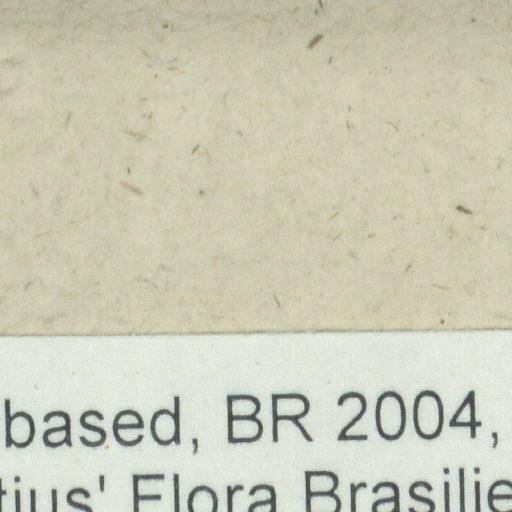 based, BR 2004,
tius' Flora Brasilie